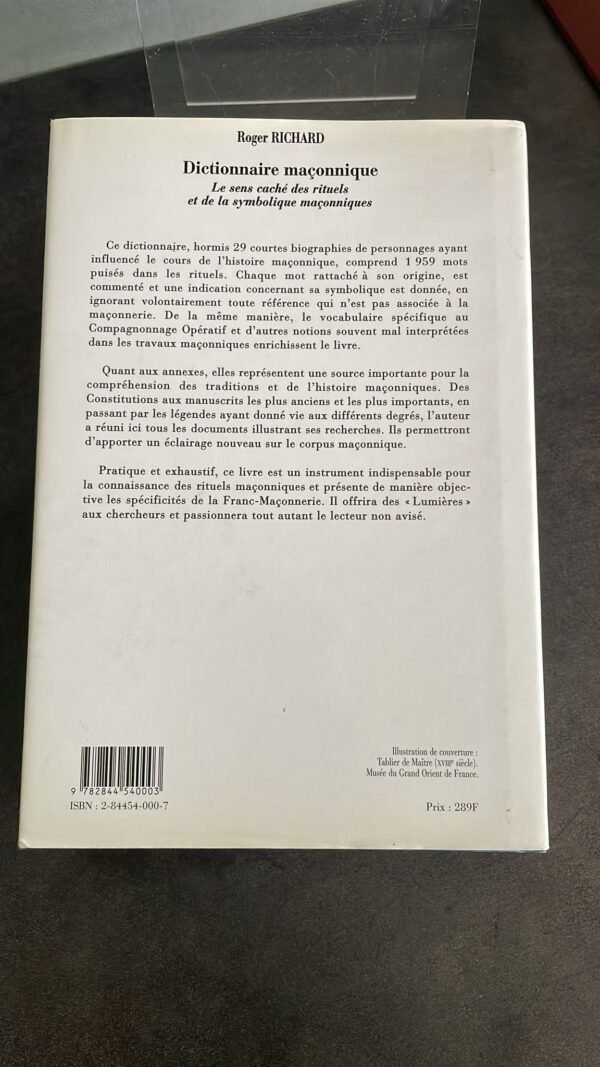 Roger RICHARD
Dictionnaire maçonnique
Le sens caché des rituels
et de la symbolique maçonniques
Ce dictionnaire, hormis 29 courtes biographies de personnages ayant
influencé le cours de l'histoire maçonnique, comprend 1 959 mots
puisés dans les rituels. Chaque mot rattaché à son origine, est
commenté et une indication concernant sa symbolique est donnée, en
ignorant volontairement toute référence qui n'est pas associée à la
maçonnerie. De la même manière, le vocabulaire spécifique au
Compagnonnage Opératif et d'autres notions souvent mal interprétées
dans les travaux maçonniques enrichissent le livre.
Quant aux annexes, elles représentent une source importante pour la
compréhension des traditions et de l'histoire maçonniques. Des
Constitutions aux manuscrits les plus anciens et les plus importants, en
passant par les légendes ayant donné vie aux différents degrés, l'auteur
a réuni ici tous les documents illustrant ses recherches. Ils permettront
d'apporter un éclairage nouveau sur le corpus maçonnique.
Pratique et exhaustif, ce livre est un instrument indispensable pour
la connaissance des rituels maçonniques et présente de manière objec-
tive les spécificités de la Franc-Maçonnerie. Il offrira des « Lumières »
aux chercheurs et passionnera tout autant le lecteur non avisé.
Illustration de couverture :
Tablier de Maître (XVIIIe siècle).
Musée du Grand Orient de France.
9 782844 540003
ISBN : 2-84454-000-7
Prix : 289F